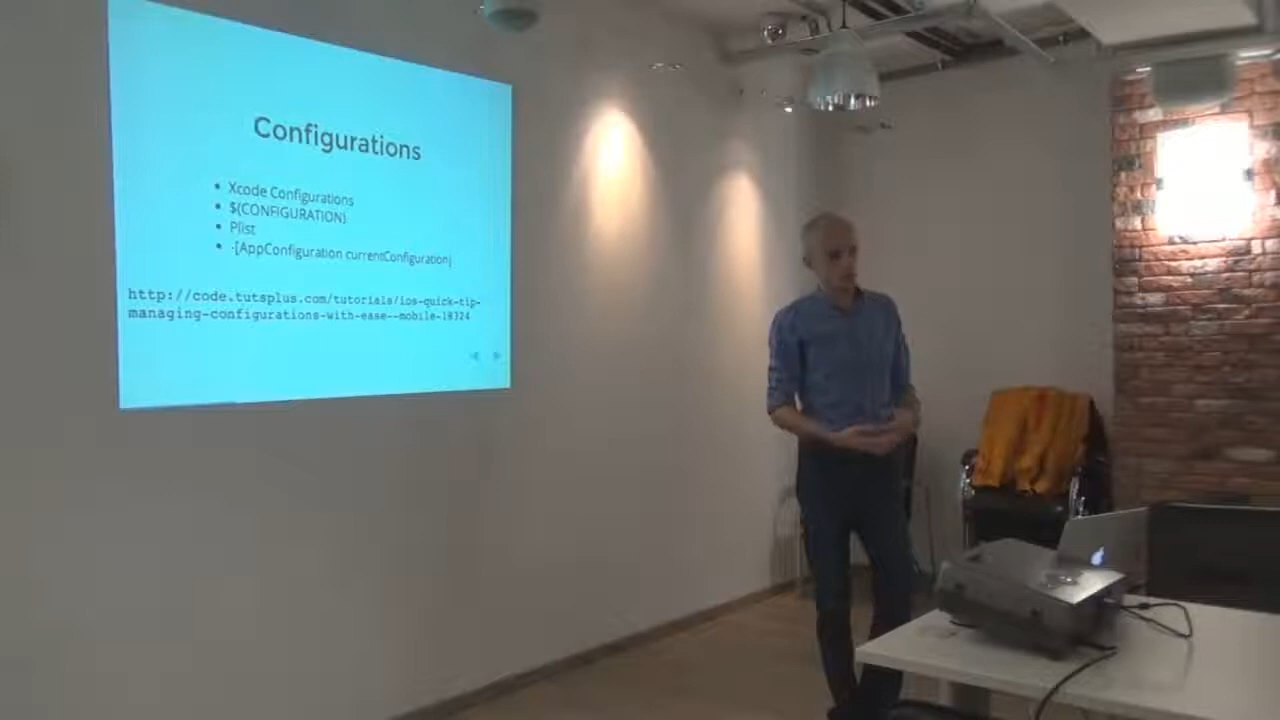 Configurations
• Xcode Configurations
• ${CONFIGURATION}
• Plist
• -[AppConfiguration currentConfiguration]
http://code.tutsplus.com/tutorials/ios-quick-tip-
managing-configurations-with-ease--mobile-18324